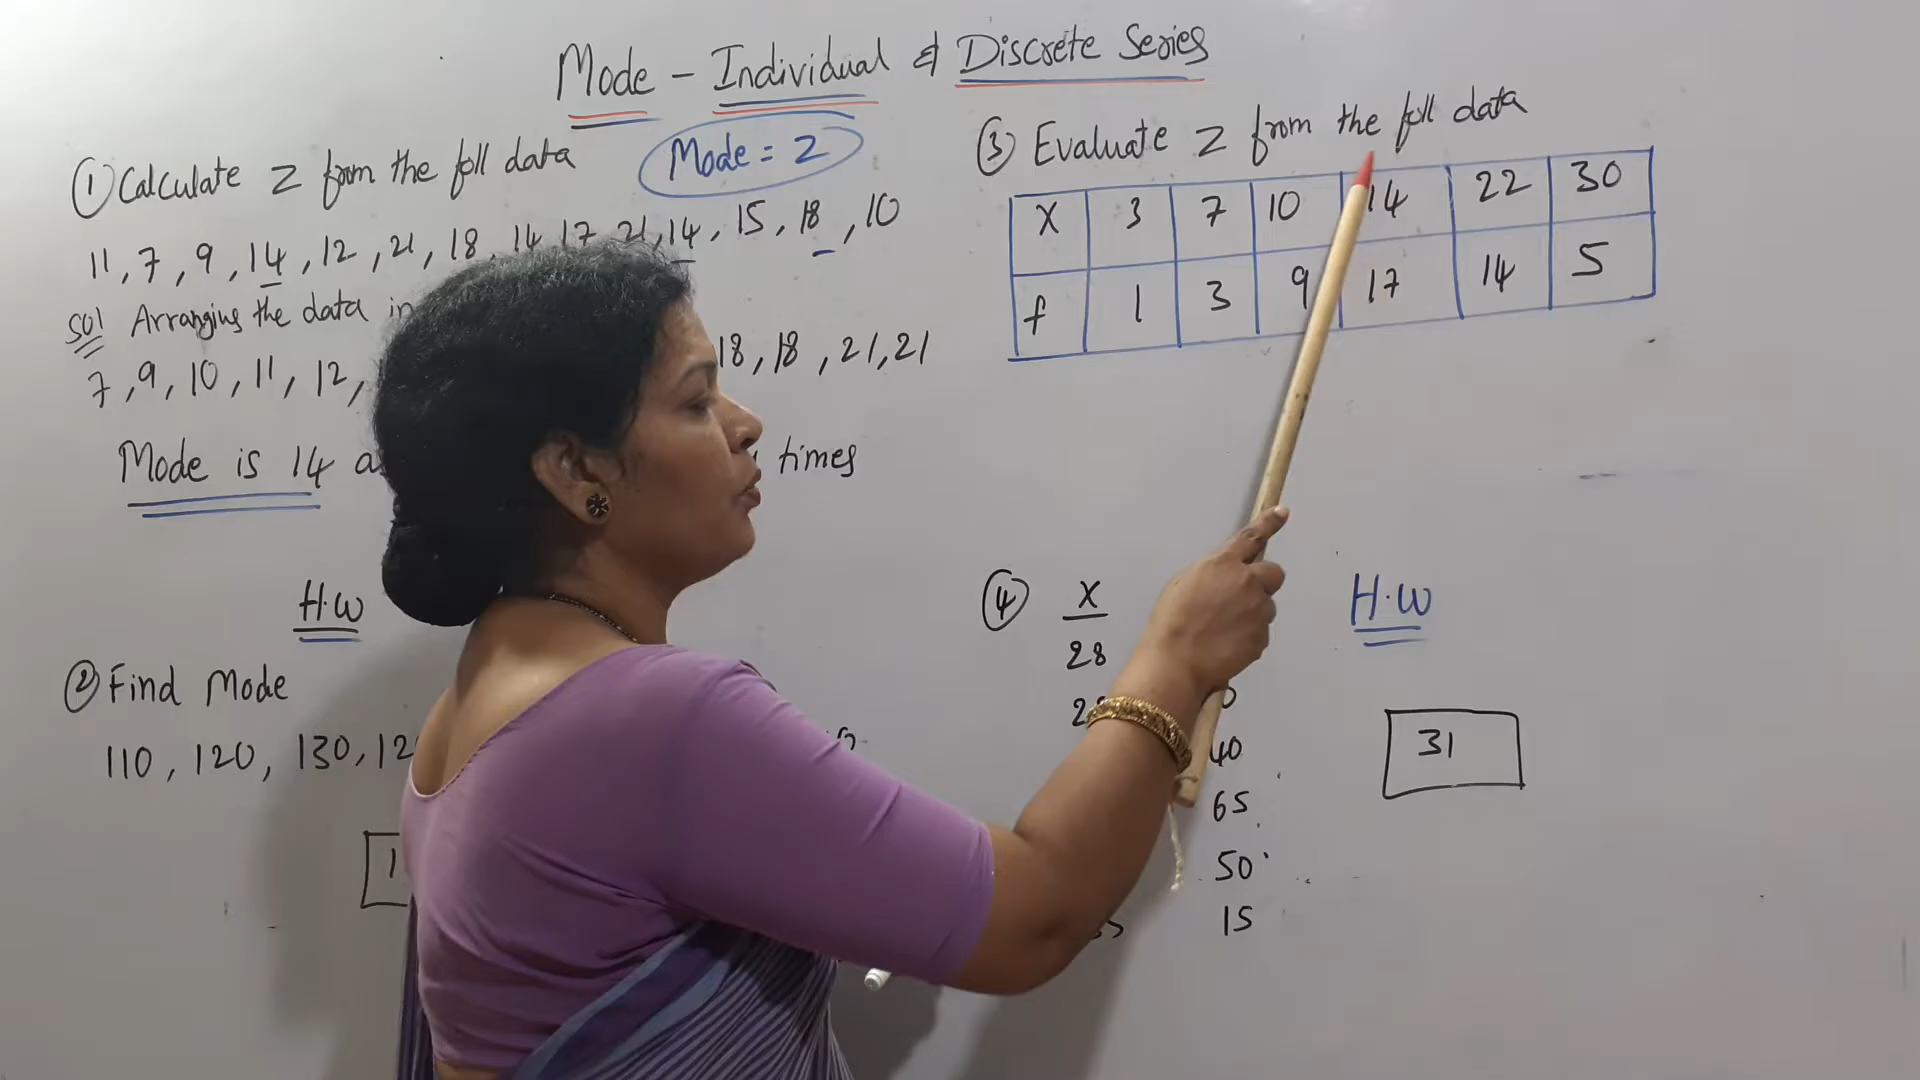 Mode - Individual & Discrete Series
① Calculate Z from the foll data
Mode = Z
11, 7, 9, 14, 12, 21, 18, 14, 17, 21, 14, 15, 18, 10
Sol Arranging the data in
7, 9, 10, 11, 12, 18, 18, 21, 21
Mode is 14 times
H.W
② Find Mode
110, 120, 130, 12
③ Evaluate Z from the foll data
X 3 7 10 14 22 30
f 1 3 9 17 14 5
④ X
H.W
28
40
31
65
50
15